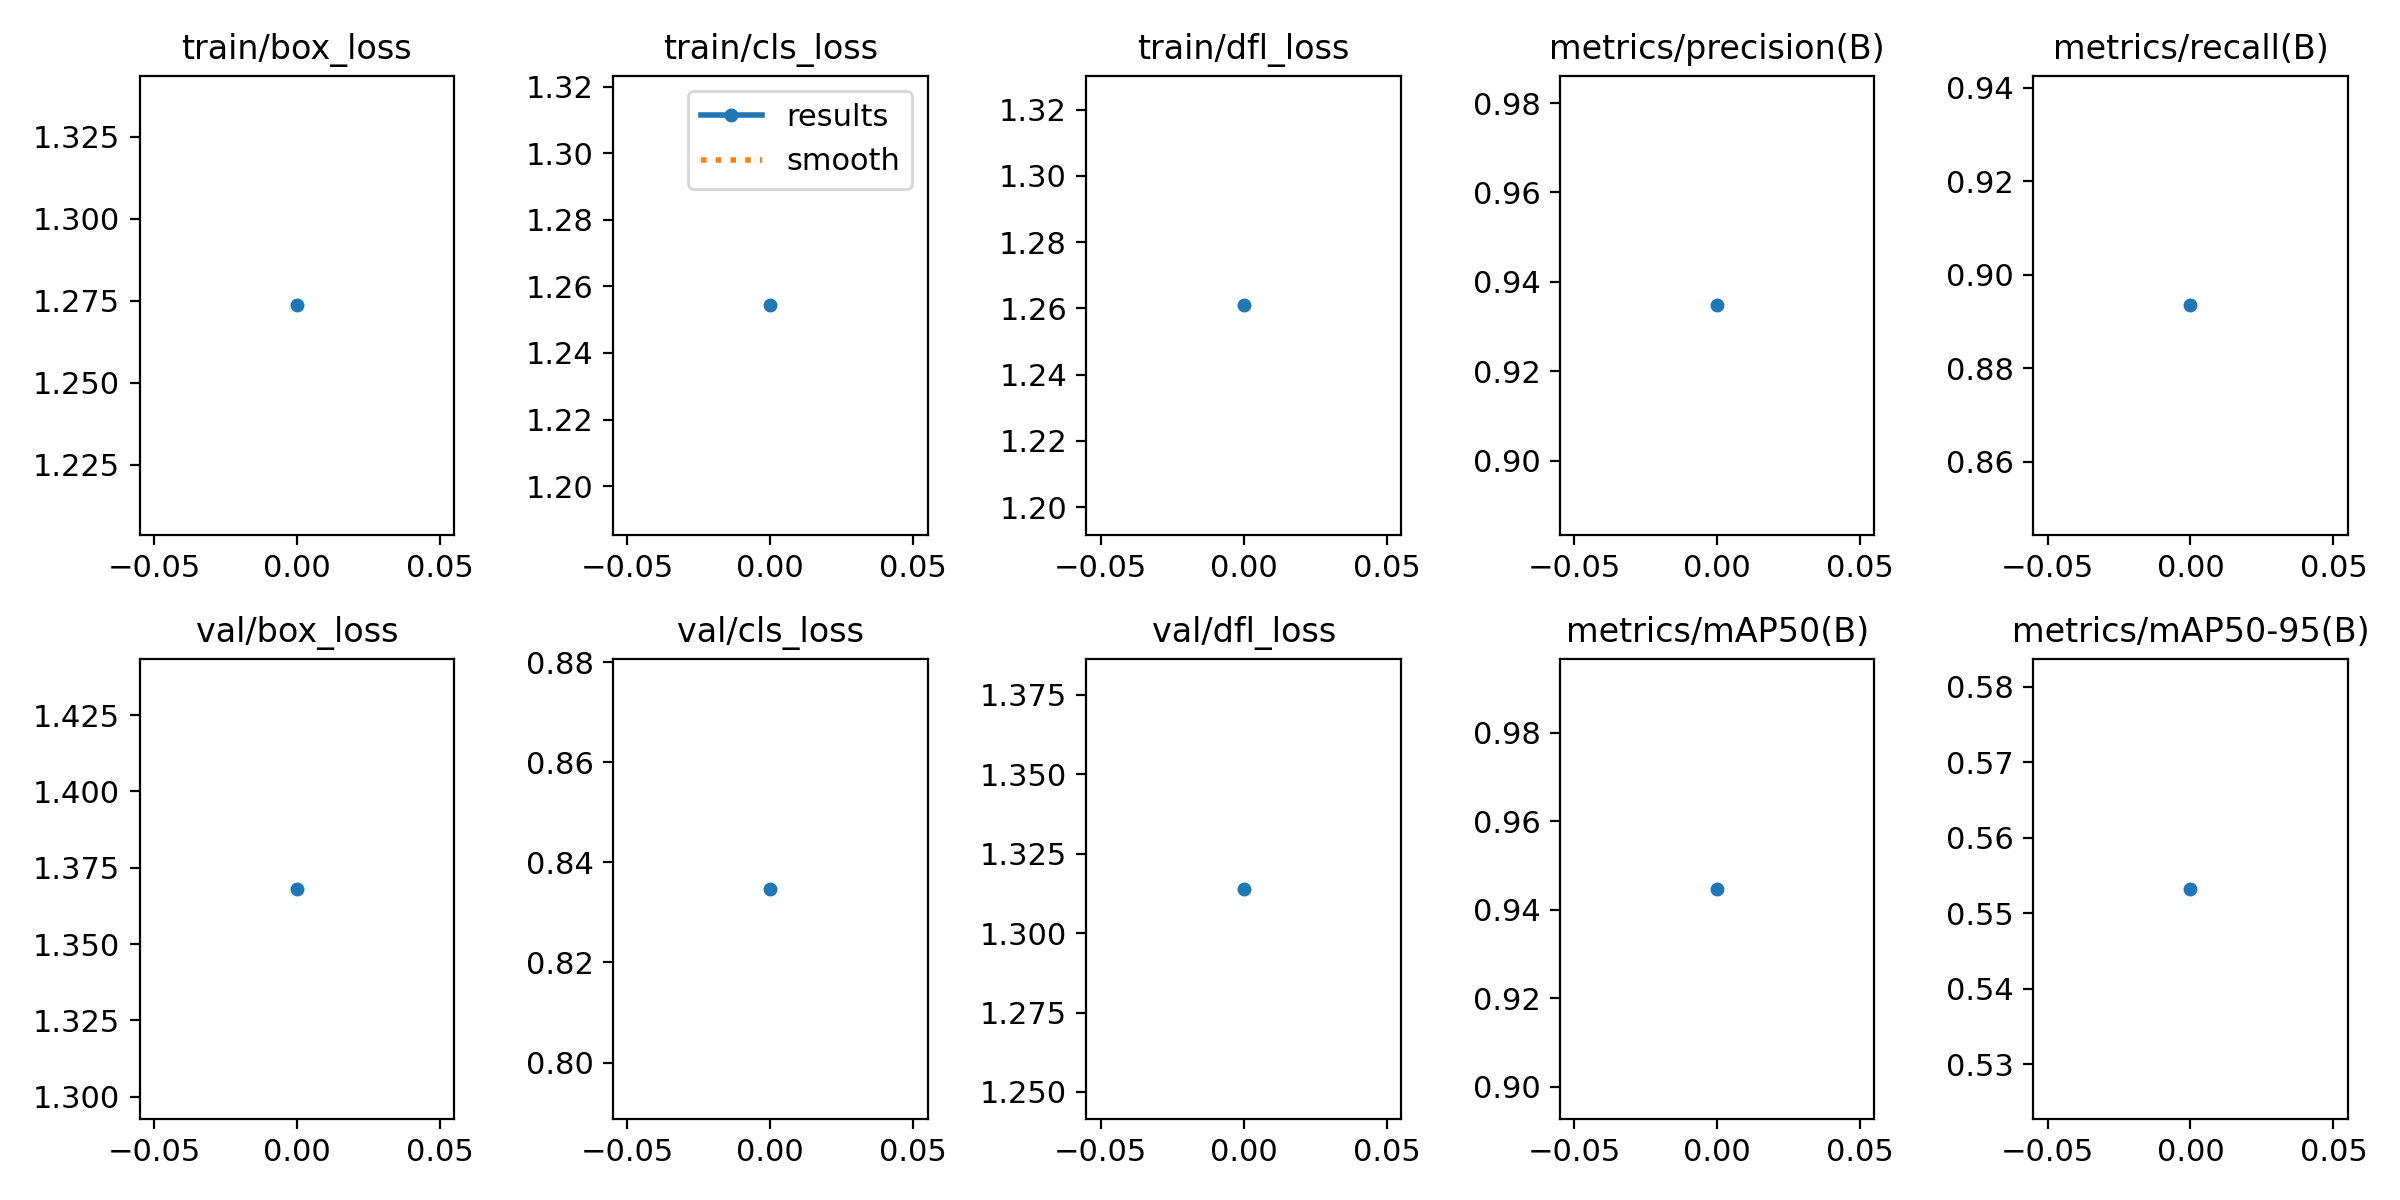 train/box_loss
1.325
1.300
1.275
1.250
1.225
−0.05 0.00 0.05
train/cls_loss
results
smooth
1.32
1.30
1.28
1.26
1.24
1.22
1.20
−0.05 0.00 0.05
train/dfl_loss
1.32
1.30
1.28
1.26
1.24
1.22
1.20
−0.05 0.00 0.05
metrics/precision(B)
0.98
0.96
0.94
0.92
0.90
−0.05 0.00 0.05
metrics/recall(B)
0.94
0.92
0.90
0.88
0.86
−0.05 0.00 0.05
val/box_loss
1.425
1.400
1.375
1.350
1.325
1.300
−0.05 0.00 0.05
val/cls_loss
0.88
0.86
0.84
0.82
0.80
−0.05 0.00 0.05
val/dfl_loss
1.375
1.350
1.325
1.300
1.275
1.250
−0.05 0.00 0.05
metrics/mAP50(B)
0.98
0.96
0.94
0.92
0.90
−0.05 0.00 0.05
metrics/mAP50-95(B)
0.58
0.57
0.56
0.55
0.54
0.53
−0.05 0.00 0.05